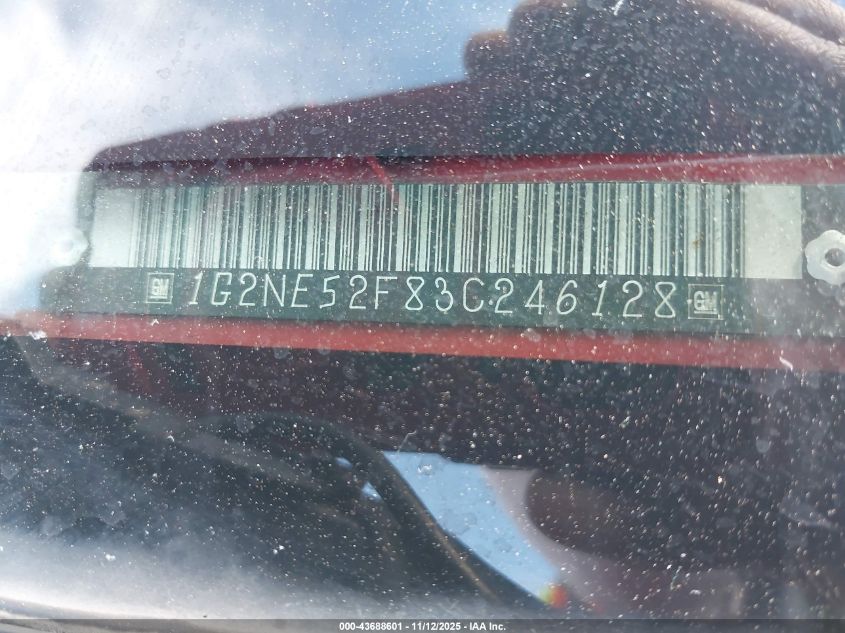 GM 1G2NE52F83C246128 GM
000-43688601 - 11/12/2025 - IAA Inc.